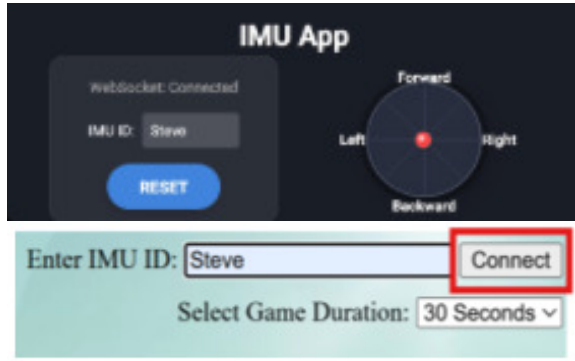 IMU App
WebSocket: Connected
Forward
IMU ID: Steve
Left
Right
RESET
Backward
Enter IMU ID: Steve Connect
Select Game Duration: 30 Seconds